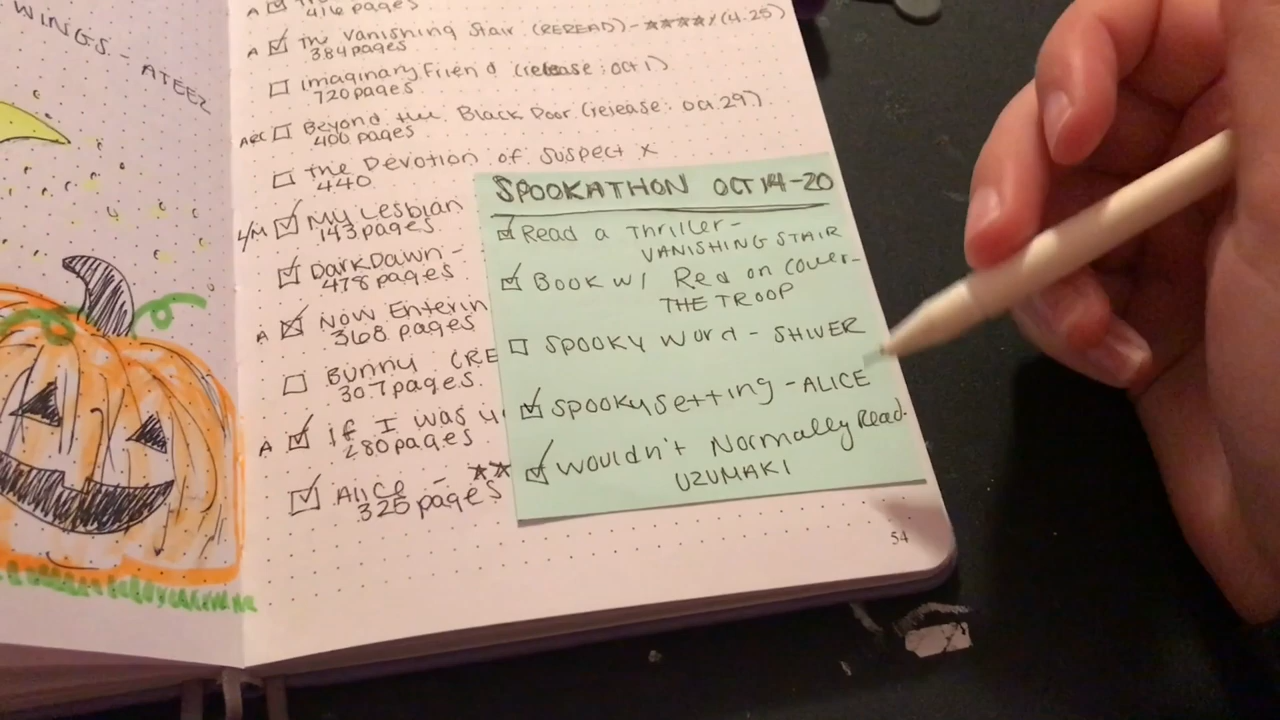 WINGS. - ATEEZ
A
416 pages
A The Vanishing Stair (REREAD) - ★★★★/(4.25)
384 pages
Imaginary Friend (release: oct 1)
720 pages
ARC Beyond the Black Door (release: oct. 29)
400 pages
The Devotion of Suspect X
440
L/M My Lesbian
143 pages
DarkDawn -
478 pages
A Now Enterin
368 pages
Bunny (RE
307 pages
A if I was y
280 pages
Alice - ★★
325 pages
SPOOKATHON OCT 14-20
Read a Thriller -
VANISHING STAIR
Book w/ Red on Cover -
THE TROOP
Spooky word - SHIVER
Spooky setting - ALICE
Wouldn't Normally Read.
UZUMAKI
54